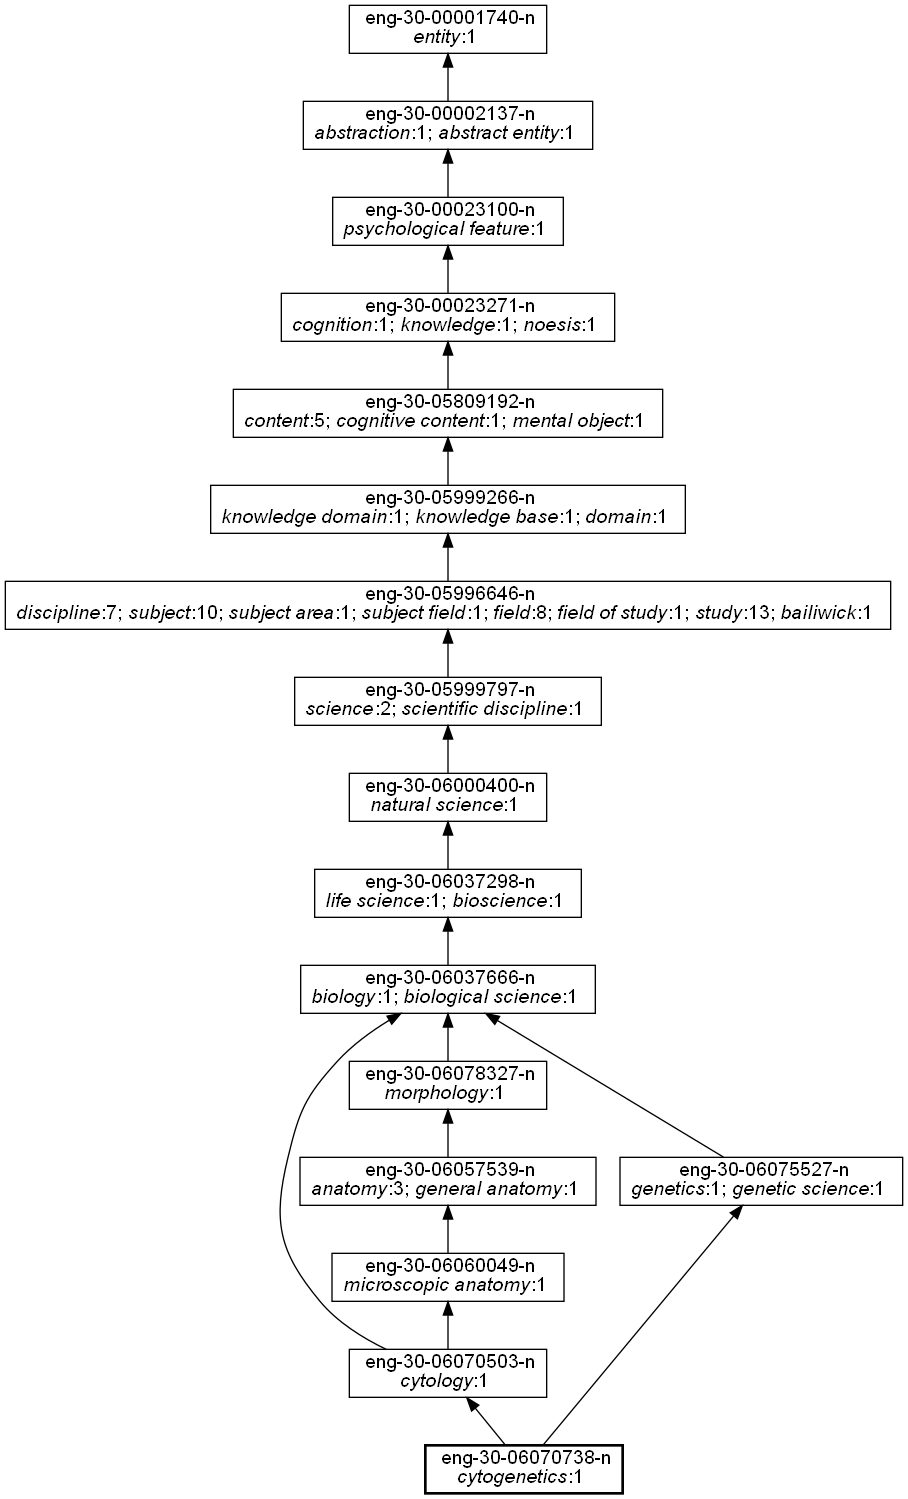 eng-30-00001740-n
entity:1
eng-30-00002137-n
abstraction:1; abstract entity:1
eng-30-00023100-n
psychological feature:1
eng-30-00023271-n
cognition:1; knowledge:1; noesis:1
eng-30-05809192-n
content:5; cognitive content:1; mental object:1
eng-30-05999266-n
knowledge domain:1; knowledge base:1; domain:1
eng-30-05996646-n
discipline:7; subject:10; subject area:1; subject field:1; field:8; field of study:1; study:13; bailiwick:1
eng-30-05999797-n
science:2; scientific discipline:1
eng-30-06000400-n
natural science:1
eng-30-06037298-n
life science:1; bioscience:1
eng-30-06037666-n
biology:1; biological science:1
eng-30-06078327-n
morphology:1
eng-30-06057539-n
anatomy:3; general anatomy:1
eng-30-06075527-n
genetics:1; genetic science:1
eng-30-06060049-n
microscopic anatomy:1
eng-30-06070503-n
cytology:1
eng-30-06070738-n
cytogenetics:1